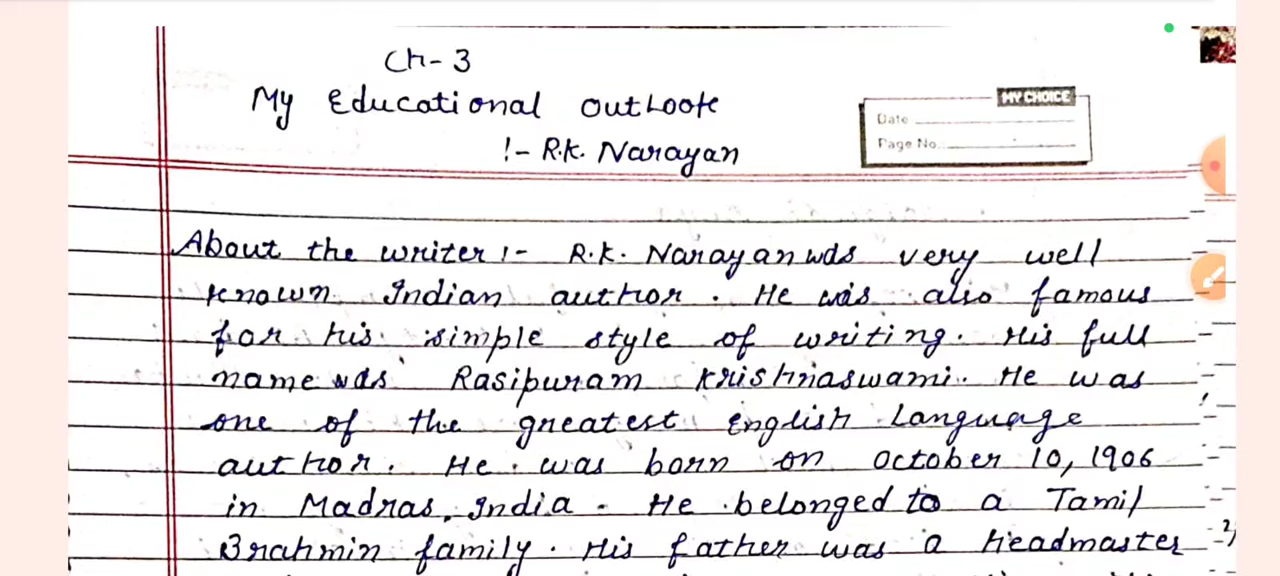 Ch-3
My Educational Outlook
:- R.K. Narayan
MY CHOICE
Date
Page No.
About the writer :- R.K. Narayan was very well
known Indian author. He was also famous
for his simple style of writing. His full
name was Rasipuram Krishnaswami. He was
one of the greatest English Language
author. He was born on October 10, 1906
in Madras, India. He belonged to a Tamil
Brahmin family. His father was a headmaster